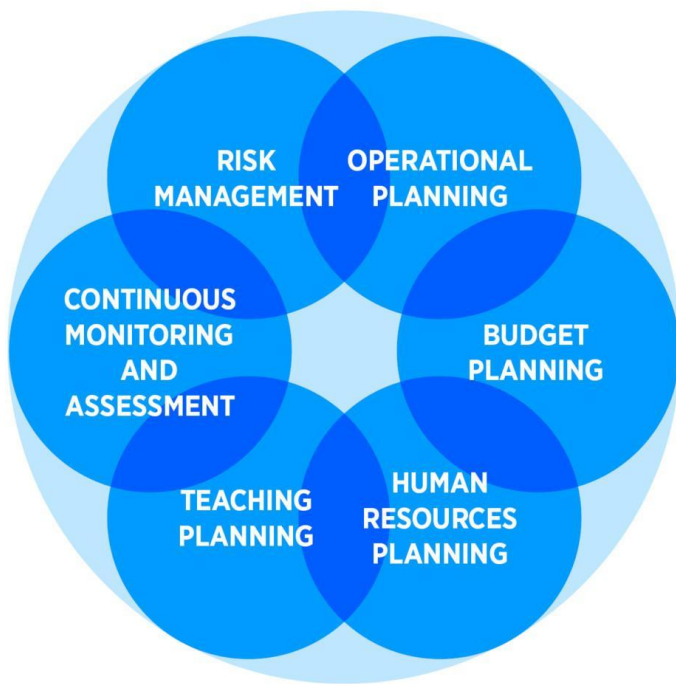 RISK
MANAGEMENT
OPERATIONAL
PLANNING
CONTINUOUS
MONITORING
AND
ASSESSMENT
BUDGET
PLANNING
TEACHING
PLANNING
HUMAN
RESOURCES
PLANNING